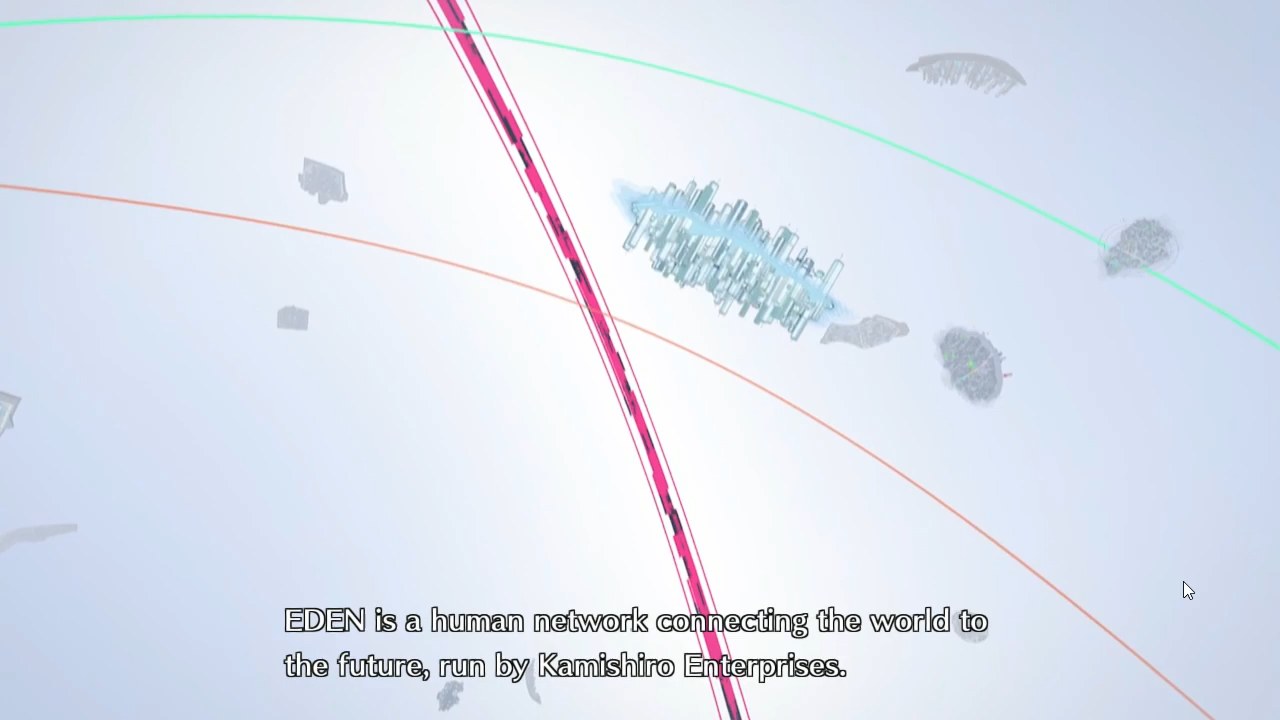 EDEN is a human network connecting the world to
the future, run by Kamishiro Enterprises.